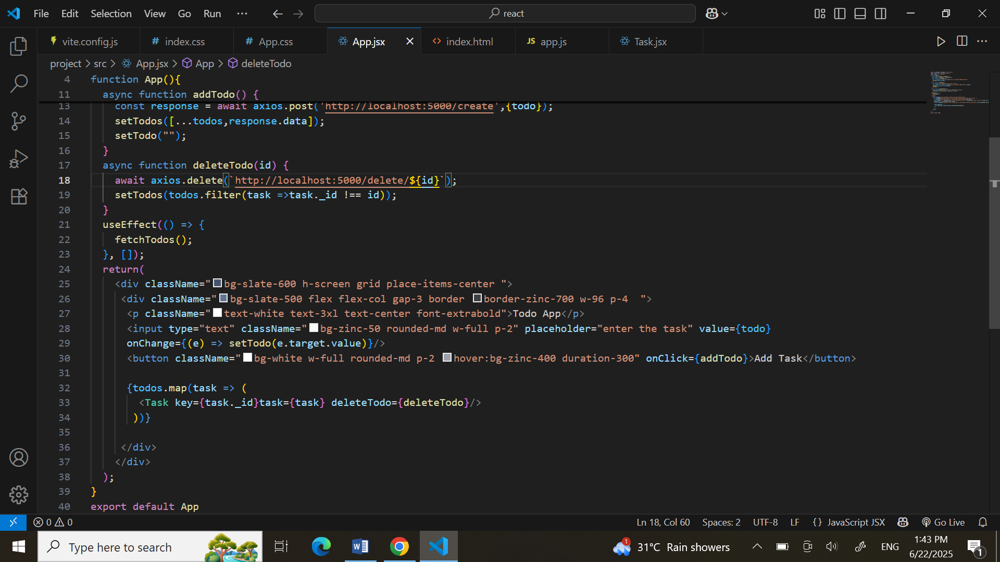 File Edit Selection View Go Run ··· react
vite.config.js # index.css # App.css App.jsx index.html JS app.js Task.jsx
project > src > App.jsx > App > deleteTodo
4 function App(){
11 async function addTodo() {
13 const response = await axios.post('http://localhost:5000/create',{todo});
14 setTodos([...todos,response.data]);
15 setTodo("");
16 }
17 async function deleteTodo(id) {
18 await axios.delete(`http://localhost:5000/delete/${id}`);
19 setTodos(todos.filter(task =>task._id !== id));
20 }
21 useEffect(() => {
22 fetchTodos();
23 }, []);
24 return(
25 <div className="bg-slate-600 h-screen grid place-items-center ">
26 <div className="bg-slate-500 flex flex-col gap-3 border border-zinc-700 w-96 p-4  ">
27 <p className="text-white text-3xl text-center font-extrabold">Todo App</p>
28 <input type="text" className="bg-zinc-50 rounded-md w-full p-2" placeholder="enter the task" value={todo}
29 onChange={(e) => setTodo(e.target.value)}/>
30 <button className="bg-white w-full rounded-md p-2 hover:bg-zinc-400 duration-300" onClick={addTodo}>Add Task</button>
31
32 {todos.map(task => (
33 <Task key={task._id}task={task} deleteTodo={deleteTodo}/>
34 ))}
35
36 </div>
37 </div>
38 );
39 }
40 export default App
0 0 Ln 18, Col 60 Spaces: 2 UTF-8 LF {} JavaScript JSX Go Live
Type here to search 1 31°C Rain showers ENG 1:43 PM
6/22/2025 1